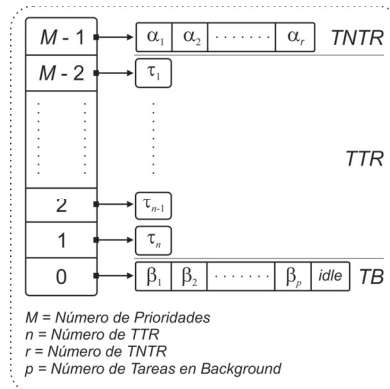 M - 1 α₁ α₂ ······· αᵣ TNTR
M - 2 τ₁
TTR
2 τₙ₋₁
1 τₙ
0 β₁ β₂ ······· βₚ idle TB
M = Número de Prioridades
n = Número de TTR
r = Número de TNTR
p = Número de Tareas en Background